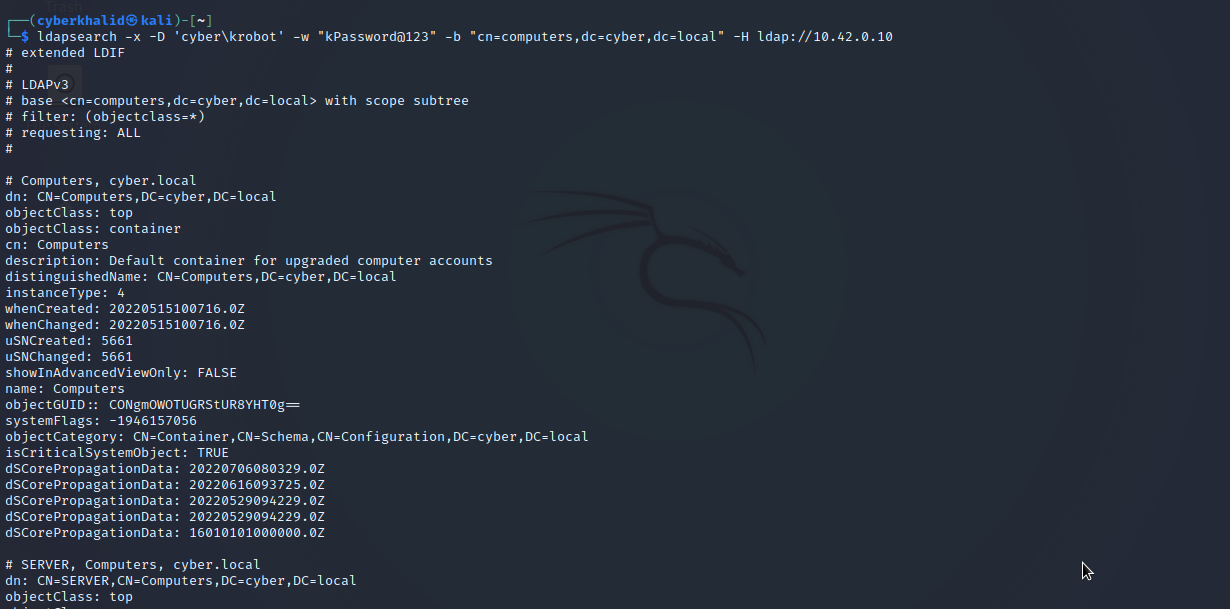 Trash
┌──(cyberkhalid㉿kali)-[~]
└─$ ldapsearch -x -D 'cyber\krobot' -w "kPassword@123" -b "cn=computers,dc=cyber,dc=local" -H ldap://10.42.0.10
# extended LDIF
#
# LDAPv3
# base <cn=computers,dc=cyber,dc=local> with scope subtree
# filter: (objectclass=*)
# requesting: ALL
#
# Computers, cyber.local
dn: CN=Computers,DC=cyber,DC=local
objectClass: top
objectClass: container
cn: Computers
description: Default container for upgraded computer accounts
distinguishedName: CN=Computers,DC=cyber,DC=local
instanceType: 4
whenCreated: 20220515100716.0Z
whenChanged: 20220515100716.0Z
uSNCreated: 5661
uSNChanged: 5661
showInAdvancedViewOnly: FALSE
name: Computers
objectGUID:: CONgmOWOTUGRStUR8YHT0g==
systemFlags: -1946157056
objectCategory: CN=Container,CN=Schema,CN=Configuration,DC=cyber,DC=local
isCriticalSystemObject: TRUE
dSCorePropagationData: 20220706080329.0Z
dSCorePropagationData: 20220616093725.0Z
dSCorePropagationData: 20220529094229.0Z
dSCorePropagationData: 20220529094229.0Z
dSCorePropagationData: 16010101000000.0Z
# SERVER, Computers, cyber.local
dn: CN=SERVER,CN=Computers,DC=cyber,DC=local
objectClass: top